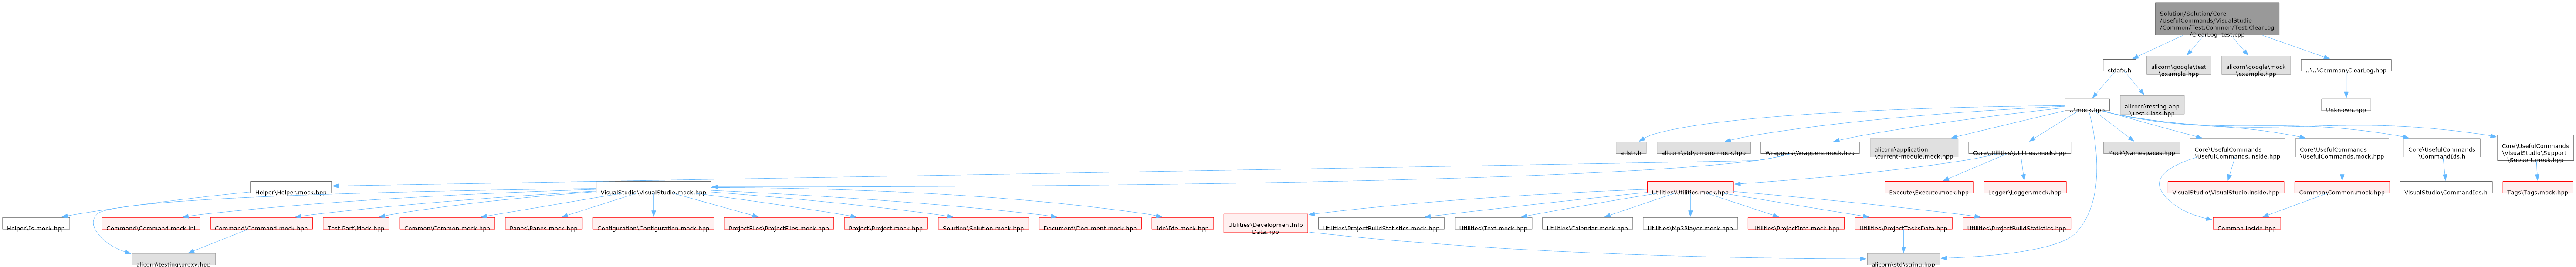 Solution/Solution/Core
/UsefulCommands/VisualStudio
/Common/Test.Common/Test.ClearLog
/ClearLog_test.cpp
stdafx.h
alicorn\google\test
\example.hpp
alicorn\google\mock
\example.hpp
..\..\Common\ClearLog.hpp
..\mock.hpp
alicorn\testing.app
\Test.Class.hpp
Unknown.hpp
atlstr.h
alicorn\std\chrono.mock.hpp
Wrappers\Wrappers.mock.hpp
alicorn\application
\current-module.mock.hpp
Core\Utilities\Utilities.mock.hpp
Mock\Namespaces.hpp
Core\UsefulCommands
\UsefulCommands.inside.hpp
Core\UsefulCommands
\UsefulCommands.mock.hpp
Core\UsefulCommands
\CommandIds.h
Core\UsefulCommands
\VisualStudio\Support
\Support.mock.hpp
Helper\Helper.mock.hpp
VisualStudio\VisualStudio.mock.hpp
Utilities\Utilities.mock.hpp
Execute\Execute.mock.hpp
Logger\Logger.mock.hpp
VisualStudio\VisualStudio.inside.hpp
Common\Common.mock.hpp
VisualStudio\CommandIds.h
Tags\Tags.mock.hpp
Helper\Js.mock.hpp
Command\Command.mock.inl
Command\Command.mock.hpp
Test.Part\Mock.hpp
Common\Common.mock.hpp
Panes\Panes.mock.hpp
Configuration\Configuration.mock.hpp
ProjectFiles\ProjectFiles.mock.hpp
Project\Project.mock.hpp
Solution\Solution.mock.hpp
Document\Document.mock.hpp
Ide\Ide.mock.hpp
Utilities\DevelopmentInfo
Data.hpp
Utilities\ProjectBuildStatistics.mock.hpp
Utilities\Text.mock.hpp
Utilities\Calendar.mock.hpp
Utilities\Mp3Player.mock.hpp
Utilities\ProjectInfo.mock.hpp
Utilities\ProjectTasksData.hpp
Utilities\ProjectBuildStatistics.hpp
Common.inside.hpp
alicorn\testing\proxy.hpp
alicorn\std\string.hpp